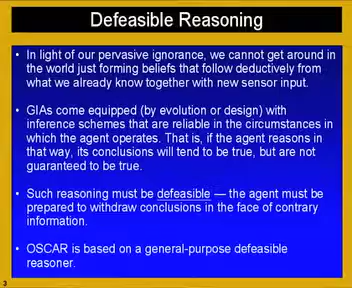 Defeasible Reasoning
• In light of our pervasive ignorance, we cannot get around in
the world just forming beliefs that follow deductively from
what we already know together with new sensor input.
• GIAs come equipped (by evolution or design) with
inference schemes that are reliable in the circumstances in
which the agent operates. That is, if the agent reasons in
that way, its conclusions will tend to be true, but are not
guaranteed to be true.
• Such reasoning must be defeasible — the agent must be
prepared to withdraw conclusions in the face of contrary
information.
• OSCAR is based on a general-purpose defeasible
reasoner.
3